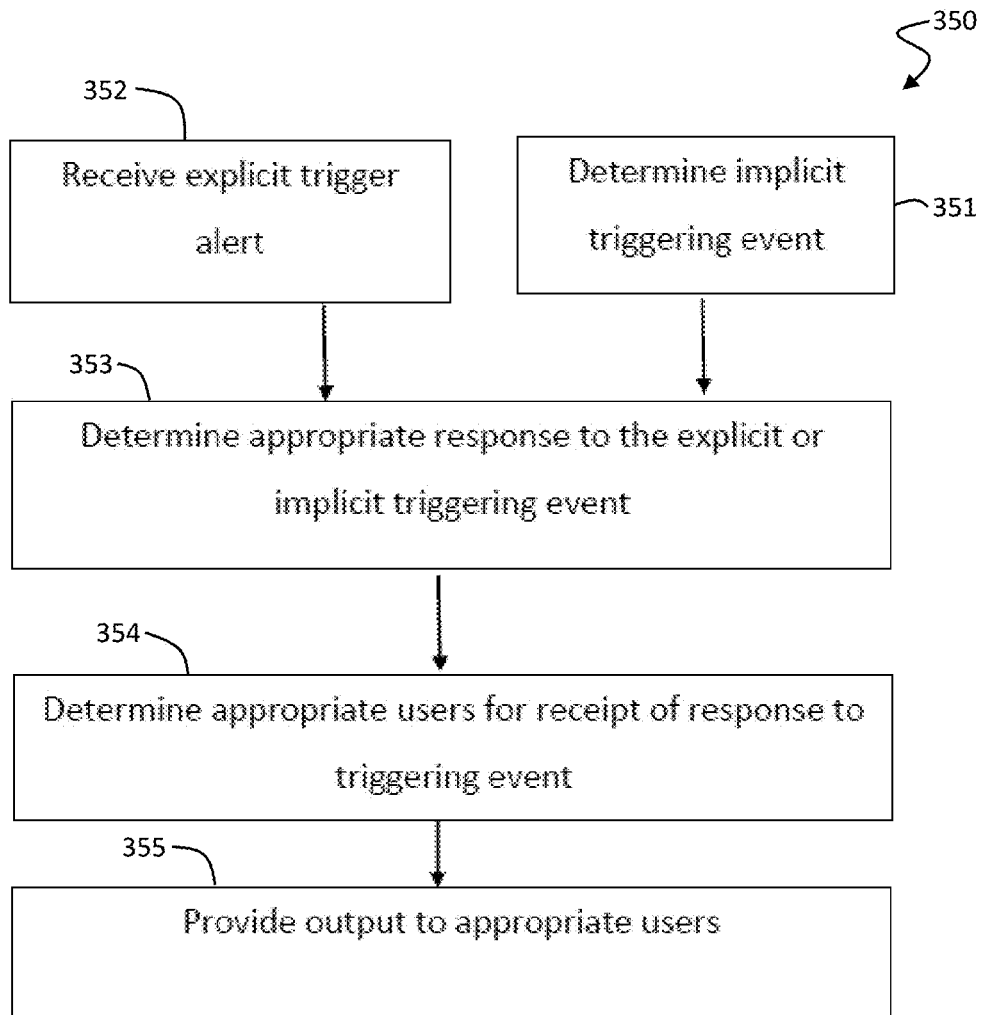 350
352
Receive explicit trigger
alert
Determine implicit
triggering event
351
353
Determine appropriate response to the explicit or
implicit triggering event
354
Determine appropriate users for receipt of response to
triggering event
355
Provide output to appropriate users